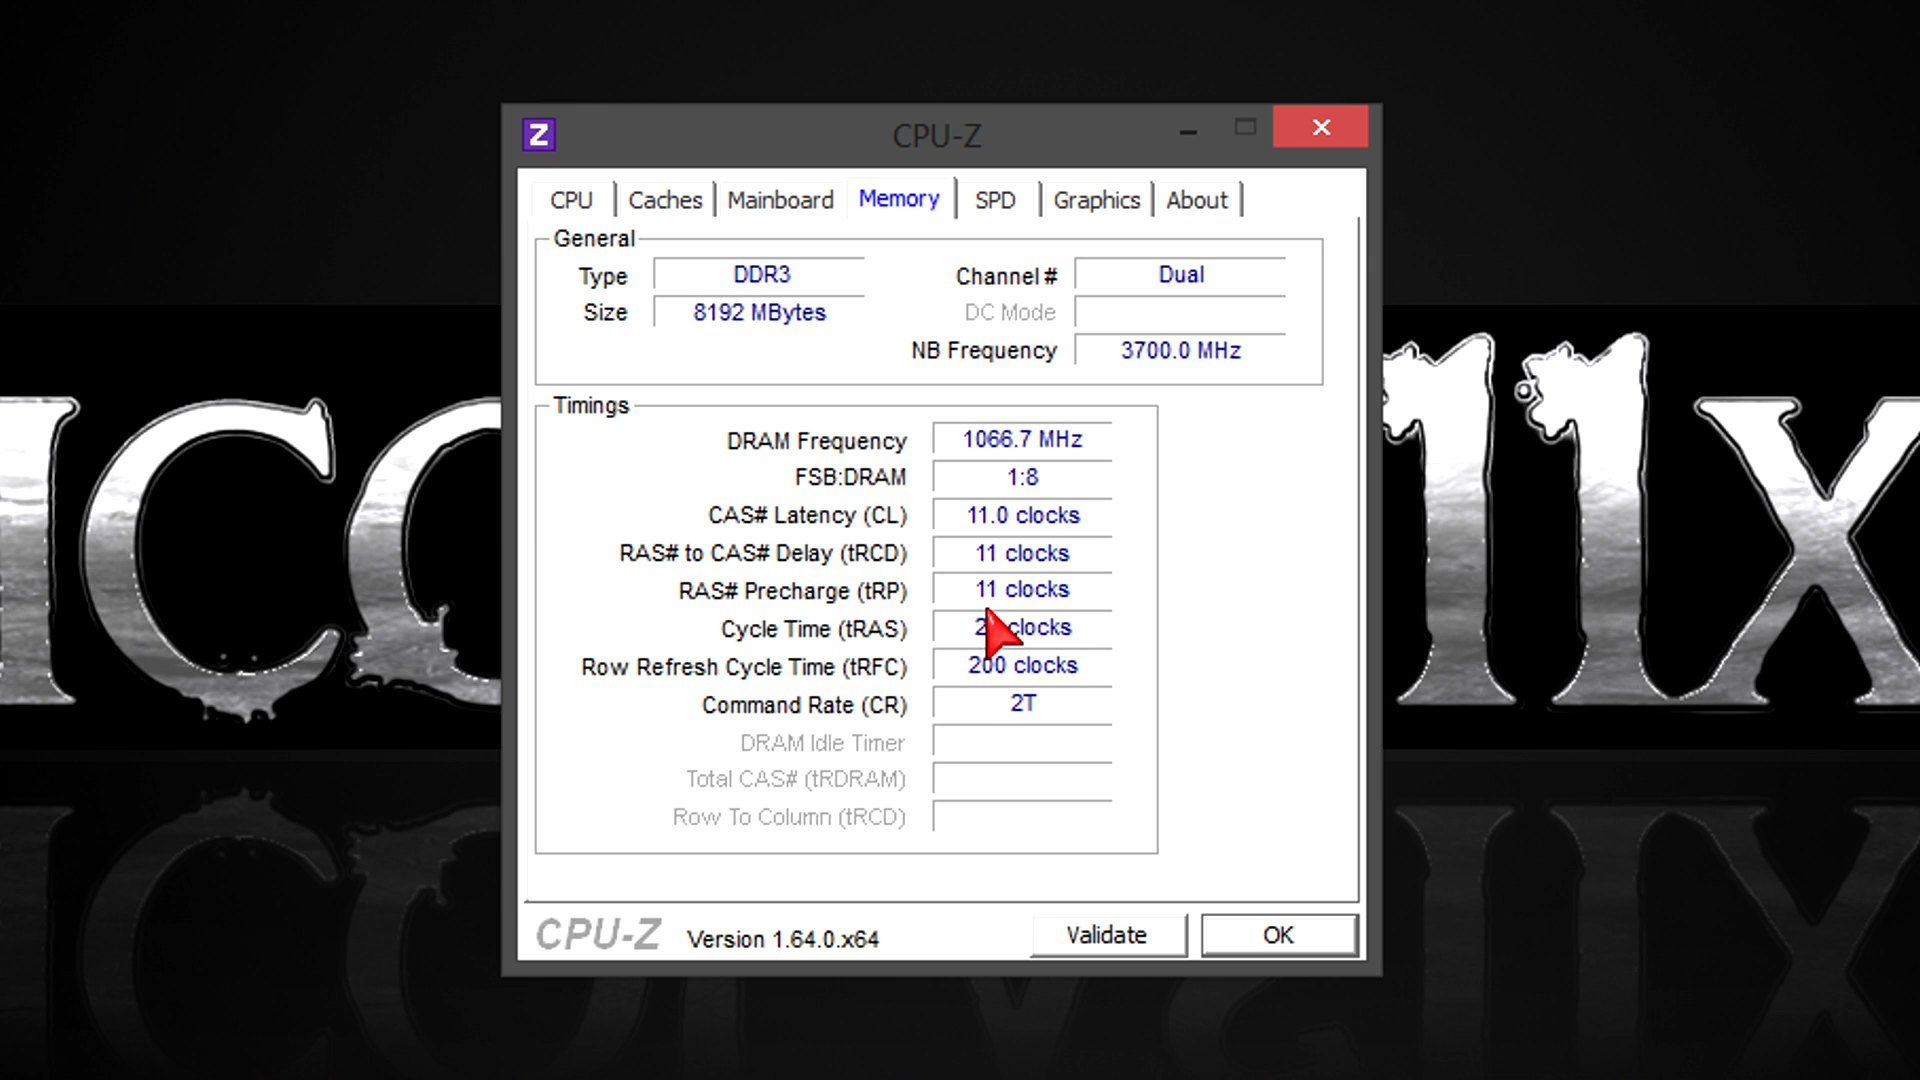 CPU-Z
CPU Caches Mainboard Memory SPD Graphics About
General
Type DDR3 Channel # Dual
Size 8192 MBytes DC Mode
NB Frequency 3700.0 MHz
Timings
DRAM Frequency 1066.7 MHz
FSB:DRAM 1:8
CAS# Latency (CL) 11.0 clocks
RAS# to CAS# Delay (tRCD) 11 clocks
RAS# Precharge (tRP) 11 clocks
Cycle Time (tRAS) clocks
Row Refresh Cycle Time (tRFC) 200 clocks
Command Rate (CR) 2T
DRAM Idle Timer
Total CAS# (tRDRAM)
Row To Column (tRCD)
CPU-Z Version 1.64.0.x64 Validate OK